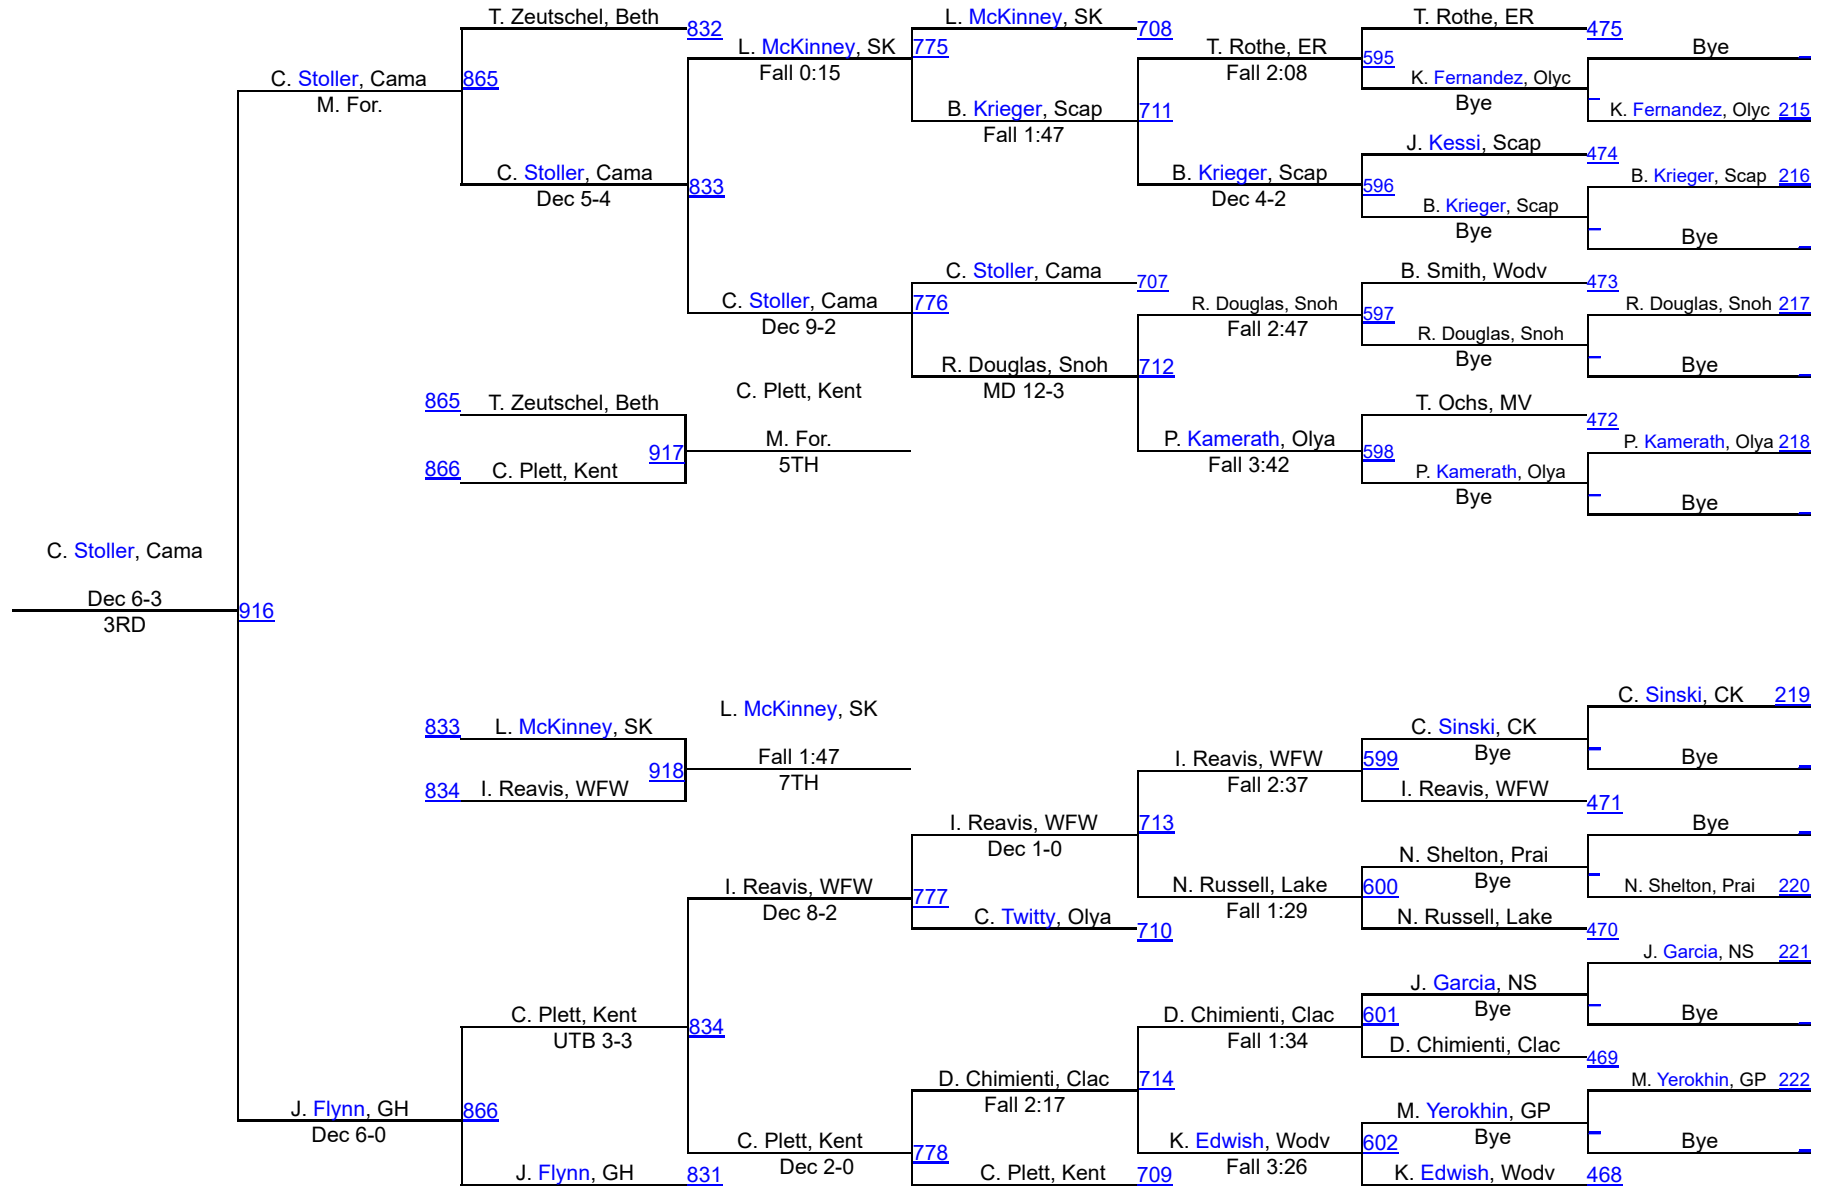 T. Zeutschel, Beth
832
L. McKinney, SK
708
T. Rothe, ER
475
L. McKinney, SK
775
Fall 0:15
T. Rothe, ER
595
Fall 2:08
Bye
C. Stoller, Cama
865
M. For.
K. Fernandez, Olyc
Bye
B. Krieger, Scap
711
Fall 1:47
K. Fernandez, Olyc 215
J. Kessi, Scap
474
C. Stoller, Cama
833
Dec 5-4
B. Krieger, Scap
596
Dec 4-2
B. Krieger, Scap 216
B. Krieger, Scap
Bye
Bye
C. Stoller, Cama
707
B. Smith, Wodv
473
C. Stoller, Cama
776
Dec 9-2
R. Douglas, Snoh
597
Fall 2:47
R. Douglas, Snoh 217
R. Douglas, Snoh
Bye
R. Douglas, Snoh
712
MD 12-3
Bye
865
T. Zeutschel, Beth
C. Plett, Kent
T. Ochs, MV
472
917
M. For.
5TH
P. Kamerath, Olya
598
Fall 3:42
P. Kamerath, Olya 218
866
C. Plett, Kent
P. Kamerath, Olya
Bye
Bye
C. Stoller, Cama
Dec 6-3
916
3RD
C. Sinski, CK 219
833
L. McKinney, SK
L. McKinney, SK
C. Sinski, CK
Bye
918
Fall 1:47
7TH
I. Reavis, WFW
599
Fall 2:37
Bye
834
I. Reavis, WFW
I. Reavis, WFW
471
I. Reavis, WFW
713
Dec 1-0
Bye
N. Shelton, Prai
Bye
I. Reavis, WFW
777
Dec 8-2
N. Russell, Lake
600
Fall 1:29
N. Shelton, Prai 220
C. Twitty, Olya
710
N. Russell, Lake
470
J. Garcia, NS 221
J. Garcia, NS
Bye
C. Plett, Kent
834
UTB 3-3
D. Chimienti, Clac
601
Fall 1:34
Bye
D. Chimienti, Clac
469
D. Chimienti, Clac
714
Fall 2:17
M. Yerokhin, GP 222
J. Flynn, GH
866
Dec 6-0
M. Yerokhin, GP
Bye
C. Plett, Kent
778
Dec 2-0
K. Edwish, Wodv
602
Fall 3:26
Bye
J. Flynn, GH
831
C. Plett, Kent
709
K. Edwish, Wodv
468